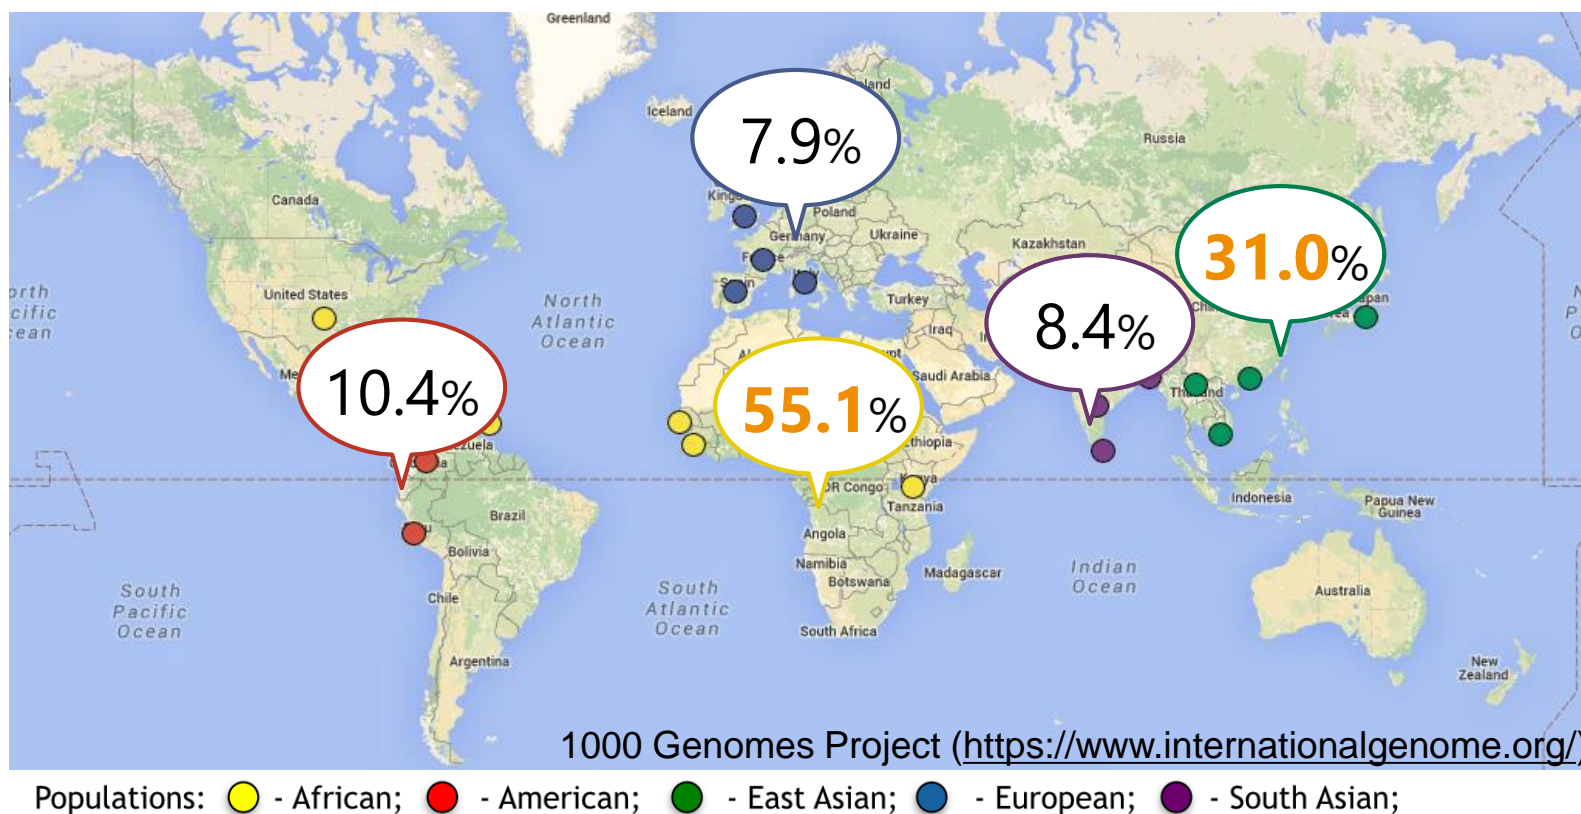 Greenland
Iceland
Russia
7.9%
Canada
Poland
Germany
Ukraine
Kazakhstan
31.0%
United States
North
Atlantic
Ocean
Turkey
Iraq
8.4%
10.4%
55.1%
Saudi Arabia
Thailand
Ethiopia
Kenya
DR Congo
Tanzania
Indonesia
Papua New
Guinea
Brazil
Angola
Bolivia
Namibia
Botswana
Madagascar
Indian
Ocean
South
Pacific
Ocean
Chile
South
Atlantic
Ocean
Australia
South Africa
Argentina
New
Zealand
1000 Genomes Project (https://www.internationalgenome.org/)
Populations: - African; - American; - East Asian; - European; - South Asian;